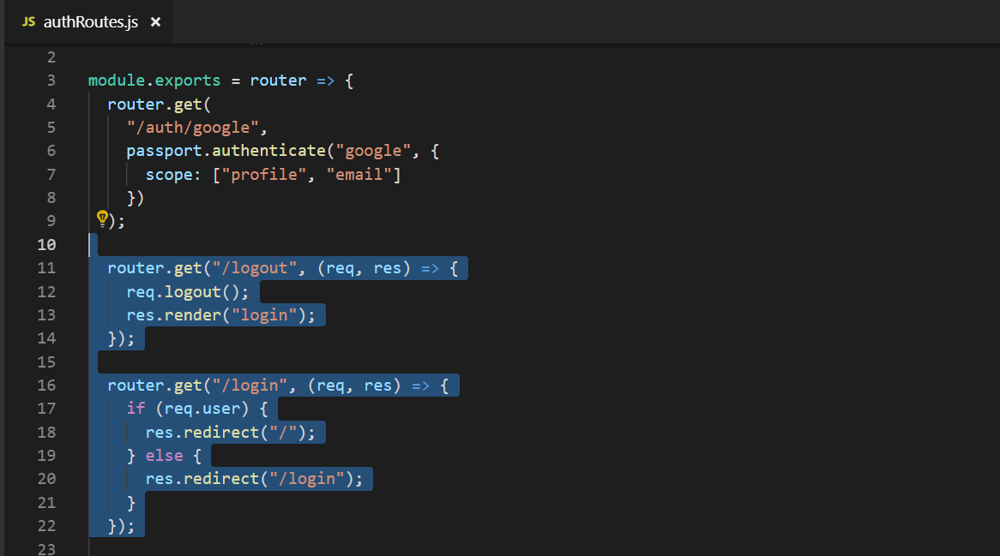 JS authRoutes.js ×
2
3 module.exports = router => {
4 router.get(
5 "/auth/google",
6 passport.authenticate("google", {
7 scope: ["profile", "email"]
8 })
9 );
10
11 router.get("/logout", (req, res) => {
12 req.logout();
13 res.render("login");
14 });
15
16 router.get("/login", (req, res) => {
17 if (req.user) {
18 res.redirect("/");
19 } else {
20 res.redirect("/login");
21 }
22 });
23